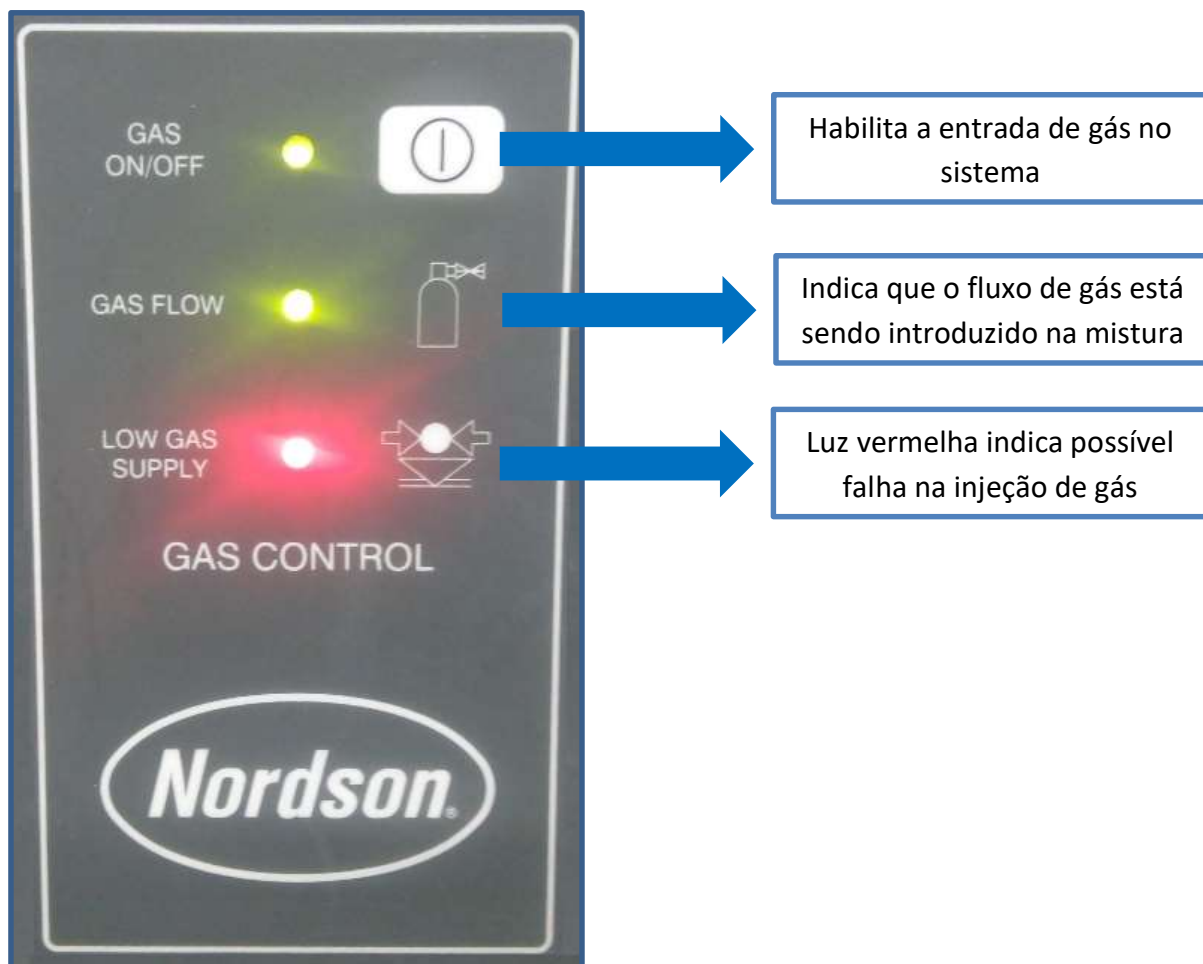 GAS
ON/OFF
Habilita a entrada de gás no
sistema
GAS FLOW
Indica que o fluxo de gás está
sendo introduzido na mistura
LOW GAS
SUPPLY
Luz vermelha indica possível
falha na injeção de gás
GAS CONTROL
Nordson®